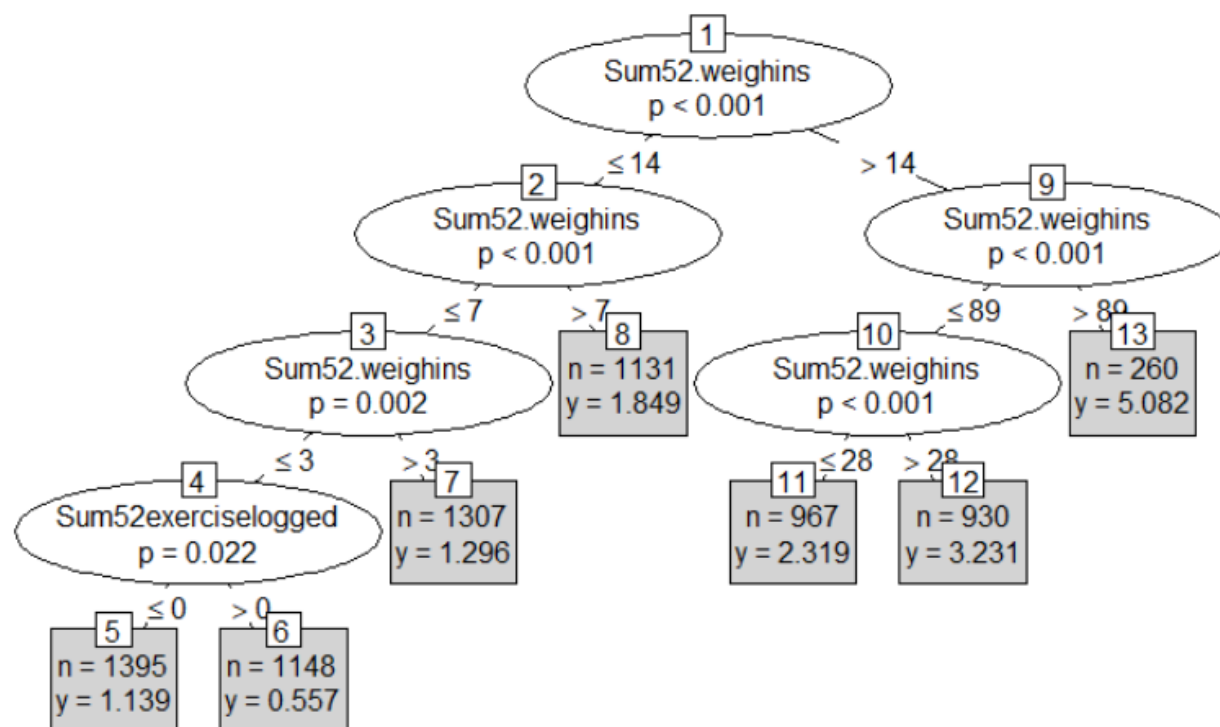 1
Sum52.weighins
p < 0.001
≤ 14
> 14
2
Sum52.weighins
p < 0.001
9
Sum52.weighins
p < 0.001
≤ 7
> 7
≤ 89
> 89
3
Sum52.weighins
p = 0.002
8
n = 1131
y = 1.849
10
Sum52.weighins
p < 0.001
13
n = 260
y = 5.082
≤ 3
> 3
≤ 28
> 28
4
Sum52exerciselogged
p = 0.022
7
n = 1307
y = 1.296
11
n = 967
y = 2.319
12
n = 930
y = 3.231
≤ 0
> 0
5
n = 1395
y = 1.139
6
n = 1148
y = 0.557